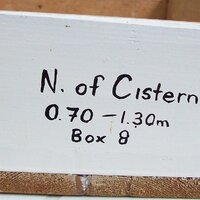 N. of Cistern
0.70 – 1.30m
Box 8